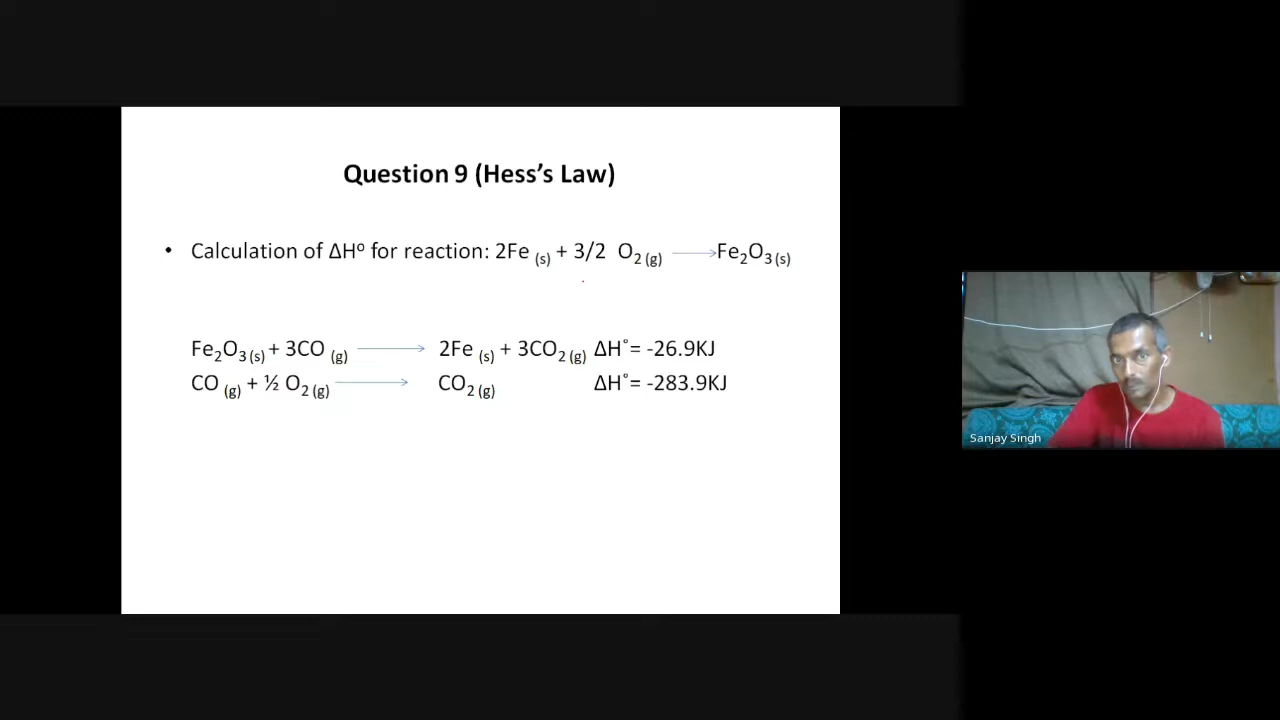 Question 9 (Hess’s Law)
• Calculation of ΔHº for reaction: 2Fe (s) + 3/2 O2 (g) → Fe2O3 (s)
Fe2O3 (s) + 3CO (g) → 2Fe (s) + 3CO2 (g) ΔH˚= -26.9KJ
CO (g) + ½ O2 (g) → CO2 (g) ΔH˚= -283.9KJ
Sanjay Singh